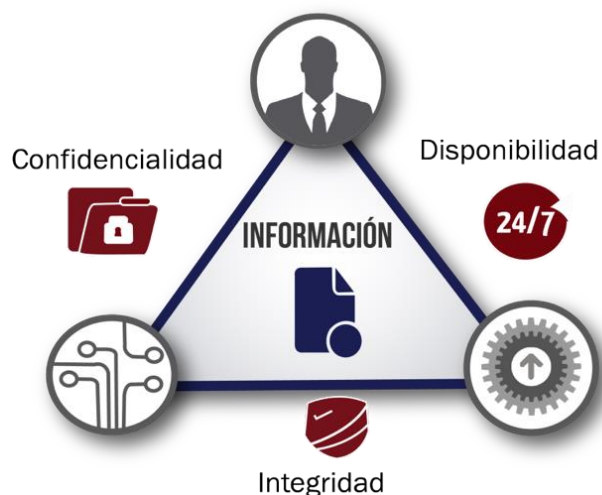 Confidencialidad
Disponibilidad
24/7
INFORMACIÓN
Integridad